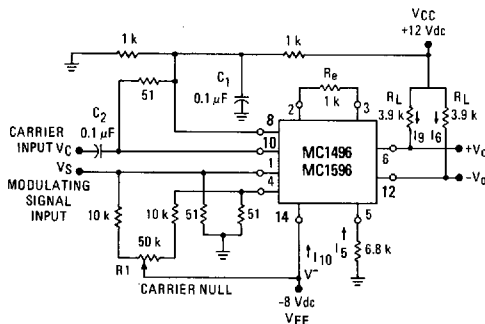 1 k
1 k
VCC
+12 Vdc
51
C1
0.1 μF
Re
1 k
RL
3.9 k
RL
3.9 k
I9
I6
C2
0.1 μF
CARRIER
INPUT VC
VS
MODULATING
SIGNAL
INPUT
8
10
1
4
2
3
MC1496
MC1596
6
12
+Vo
-Vo
14
5
10 k
10 k
51
51
50 k
R1
CARRIER NULL
I10
I5
6.8 k
V-
-8 Vdc
VEE